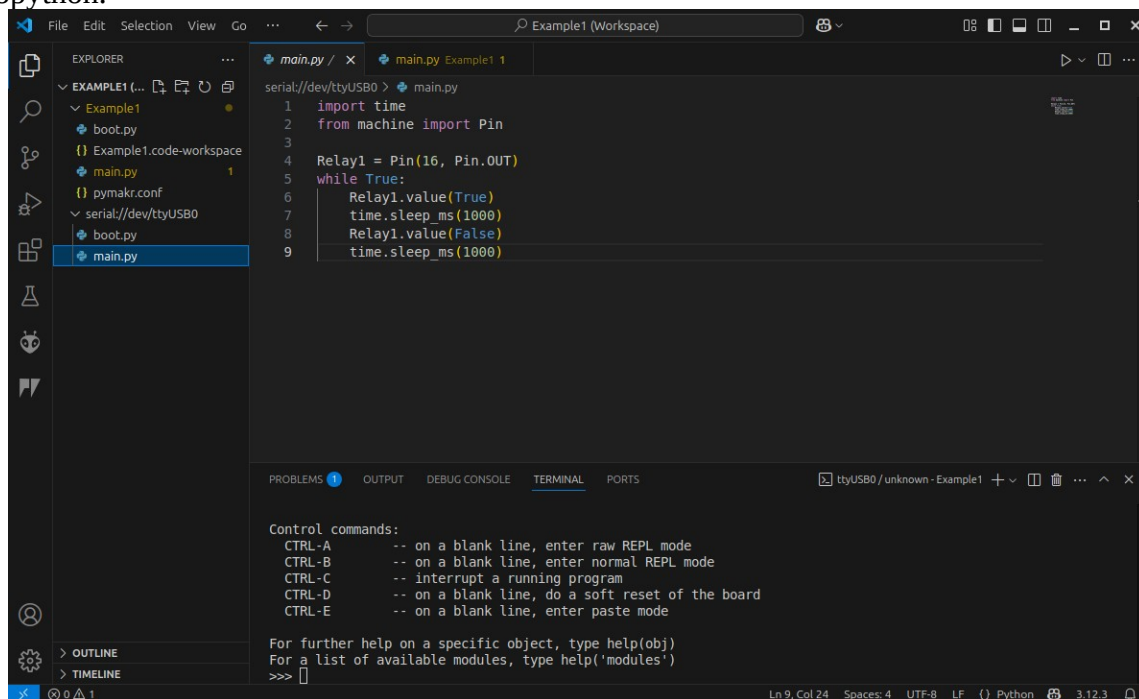 opython.
File Edit Selection View Go ... Example1 (Workspace)
EXPLORER ...
EXAMPLE1 (...
Example1
boot.py
{} Example1.code-workspace
main.py 1
{} pymakr.conf
serial://dev/ttyUSB0
boot.py
main.py
OUTLINE
TIMELINE
main.py / X main.py Example1 1
serial://dev/ttyUSB0 > main.py
1 import time
2 from machine import Pin
3
4 Relay1 = Pin(16, Pin.OUT)
5 while True:
6 Relay1.value(True)
7 time.sleep_ms(1000)
8 Relay1.value(False)
9 time.sleep_ms(1000)
PROBLEMS 1 OUTPUT DEBUG CONSOLE TERMINAL PORTS ttyUSB0 / unknown - Example1
Control commands:
CTRL-A -- on a blank line, enter raw REPL mode
CTRL-B -- on a blank line, enter normal REPL mode
CTRL-C -- interrupt a running program
CTRL-D -- on a blank line, do a soft reset of the board
CTRL-E -- on a blank line, enter paste mode
For further help on a specific object, type help(obj)
For a list of available modules, type help('modules')
>>>
0 1 Ln 9, Col 24 Spaces: 4 UTF-8 LF {} Python 3.12.3